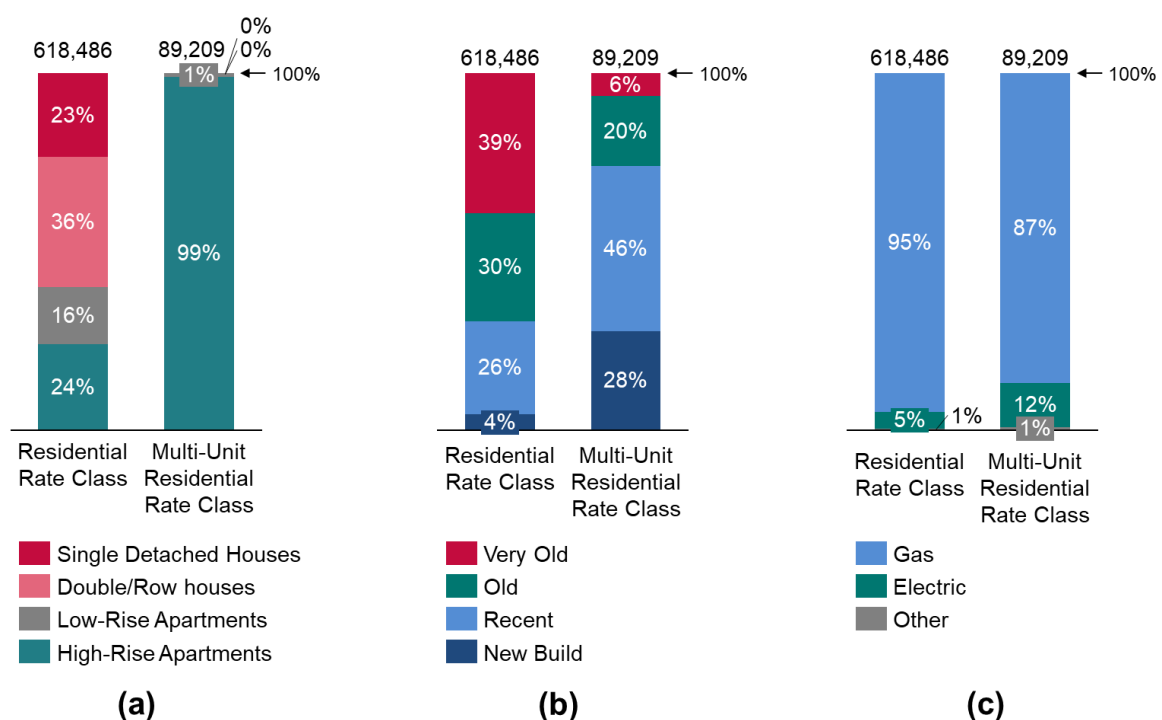 0%
0%
618,486
89,209
1%
100%
23%
36%
99%
16%
24%
Residential
Rate Class
Multi-Unit
Residential
Rate Class
Single Detached Houses
Double/Row houses
Low-Rise Apartments
High-Rise Apartments
(a)
618,486
89,209
100%
6%
39%
20%
46%
30%
26%
28%
4%
Residential
Rate Class
Multi-Unit
Residential
Rate Class
Very Old
Old
Recent
New Build
(b)
618,486
89,209
100%
95%
87%
5%
1%
12%
1%
Residential
Rate Class
Multi-Unit
Residential
Rate Class
Gas
Electric
Other
(c)